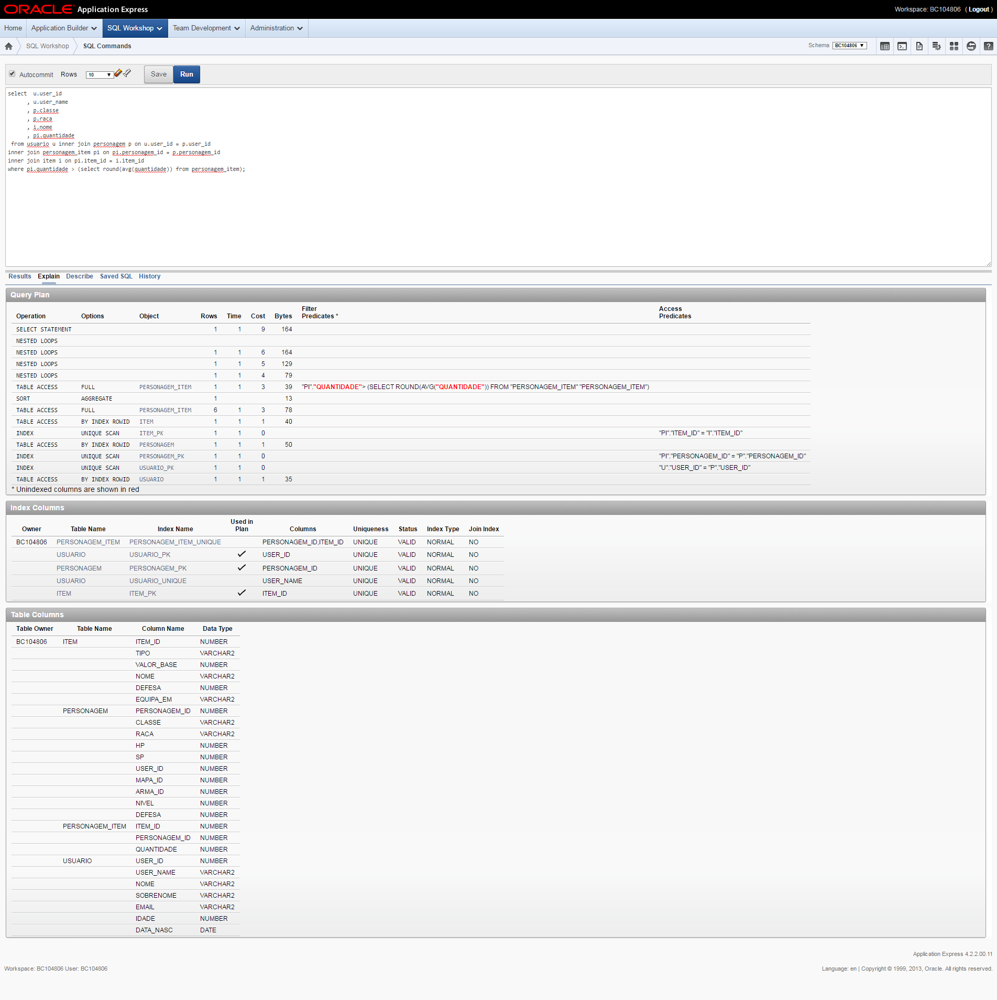 ORACLE Application Express
Workspace: BC104806 ( Logout )
Home Application Builder SQL Workshop Team Development Administration
SQL Workshop SQL Commands
Schema BC104806
Autocommit Rows 10 Save Run
select u.user_id
, u.user_name
, p.classe
, p.raca
, i.nome
, pi.quantidade
from usuario u inner join personagem p on u.user_id = p.user_id
inner join personagem_item pi on pi.personagem_id = p.personagem_id
inner join item i on pi.item_id = i.item_id
where pi.quantidade > (select round(avg(quantidade)) from personagem_item);
Results Explain Describe Saved SQL History
Query Plan
Operation Options Object Rows Time Cost Bytes Filter Predicates * Access Predicates
SELECT STATEMENT 1 1 9 164
NESTED LOOPS
NESTED LOOPS 1 1 6 164
NESTED LOOPS 1 1 5 129
NESTED LOOPS 1 1 4 79
TABLE ACCESS FULL PERSONAGEM_ITEM 1 1 3 39 "PI"."QUANTIDADE"> (SELECT ROUND(AVG("QUANTIDADE")) FROM "PERSONAGEM_ITEM" "PERSONAGEM_ITEM")
SORT AGGREGATE 1 13
TABLE ACCESS FULL PERSONAGEM_ITEM 6 1 3 78
TABLE ACCESS BY INDEX ROWID ITEM 1 1 1 40
INDEX UNIQUE SCAN ITEM_PK 1 1 0 "PI"."ITEM_ID" = "I"."ITEM_ID"
TABLE ACCESS BY INDEX ROWID PERSONAGEM 1 1 1 50
INDEX UNIQUE SCAN PERSONAGEM_PK 1 1 0 "PI"."PERSONAGEM_ID" = "P"."PERSONAGEM_ID"
INDEX UNIQUE SCAN USUARIO_PK 1 1 0 "U"."USER_ID" = "P"."USER_ID"
TABLE ACCESS BY INDEX ROWID USUARIO 1 1 1 35
* Unindexed columns are shown in red
Index Columns
Owner Table Name Index Name Used in Plan Columns Uniqueness Status Index Type Join Index
BC104806 PERSONAGEM_ITEM PERSONAGEM_ITEM_UNIQUE PERSONAGEM_ID,ITEM_ID UNIQUE VALID NORMAL NO
USUARIO USUARIO_PK USER_ID UNIQUE VALID NORMAL NO
PERSONAGEM PERSONAGEM_PK PERSONAGEM_ID UNIQUE VALID NORMAL NO
USUARIO USUARIO_UNIQUE USER_NAME UNIQUE VALID NORMAL NO
ITEM ITEM_PK ITEM_ID UNIQUE VALID NORMAL NO
Table Columns
Table Owner Table Name Column Name Data Type
BC104806 ITEM ITEM_ID NUMBER
TIPO VARCHAR2
VALOR_BASE NUMBER
NOME VARCHAR2
DEFESA NUMBER
EQUIPA_EM VARCHAR2
PERSONAGEM PERSONAGEM_ID NUMBER
CLASSE VARCHAR2
RACA VARCHAR2
HP NUMBER
SP NUMBER
USER_ID NUMBER
MAPA_ID NUMBER
ARMA_ID NUMBER
NIVEL NUMBER
DEFESA NUMBER
PERSONAGEM_ITEM ITEM_ID NUMBER
PERSONAGEM_ID NUMBER
QUANTIDADE NUMBER
USUARIO USER_ID NUMBER
USER_NAME VARCHAR2
NOME VARCHAR2
SOBRENOME VARCHAR2
EMAIL VARCHAR2
IDADE NUMBER
DATA_NASC DATE
Application Express 4.2.2.00.11
Workspace: BC104806 User: BC104806
Language: en | Copyright © 1999, 2013, Oracle. All rights reserved.